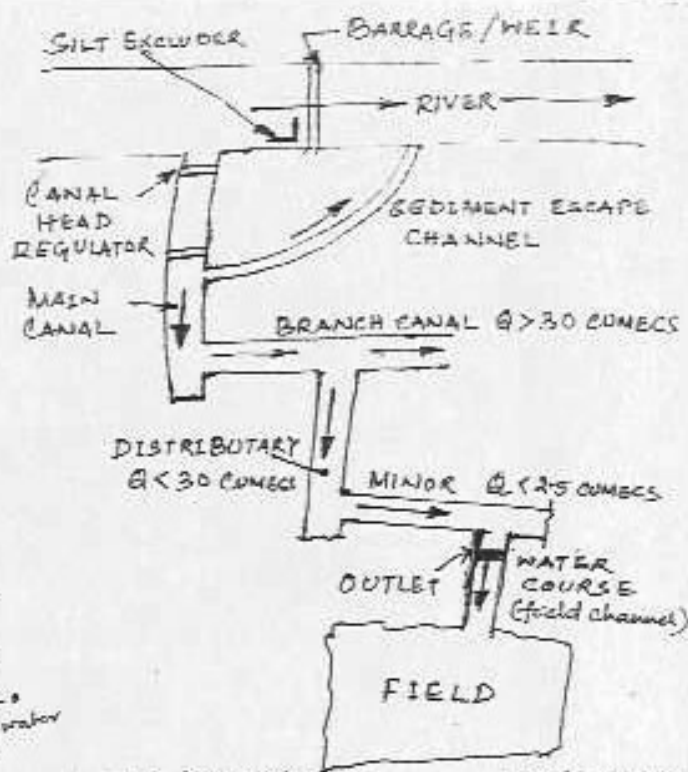 SILT EXCLUDER
BARRAGE/WEIR
RIVER
CANAL
HEAD
REGULATOR
SEDIMENT ESCAPE
CHANNEL
MAIN
CANAL
BRANCH CANAL Q>30 CUMECS
DISTRIBUTARY
Q<30 CUMECS
MINOR Q<2.5 CUMECS
OUTLET
WATER
COURSE
(field channel)
FIELD
water